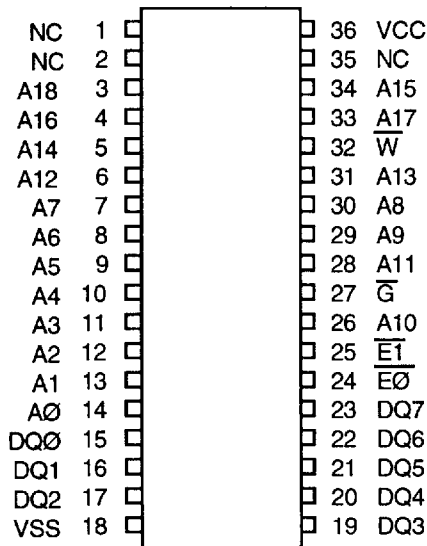 NC 1 36 VCC
NC 2 35 NC
A18 3 34 A15
A16 4 33 A17
A14 5 32 W̅
A12 6 31 A13
A7 7 30 A8
A6 8 29 A9
A5 9 28 A11
A4 10 27 G̅
A3 11 26 A10
A2 12 25 E̅1̅
A1 13 24 E̅Ø̅
AØ 14 23 DQ7
DQØ 15 22 DQ6
DQ1 16 21 DQ5
DQ2 17 20 DQ4
VSS 18 19 DQ3